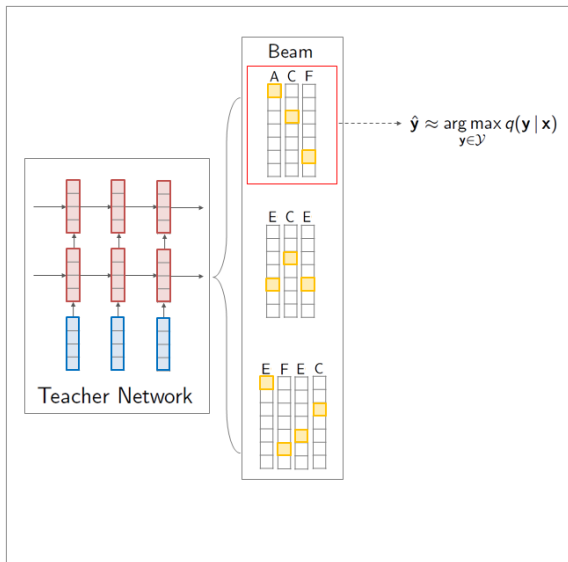 Beam
A C F
ŷ ≈ arg max q(y | x)
y∈𝒴
E C E
E F E C
Teacher Network